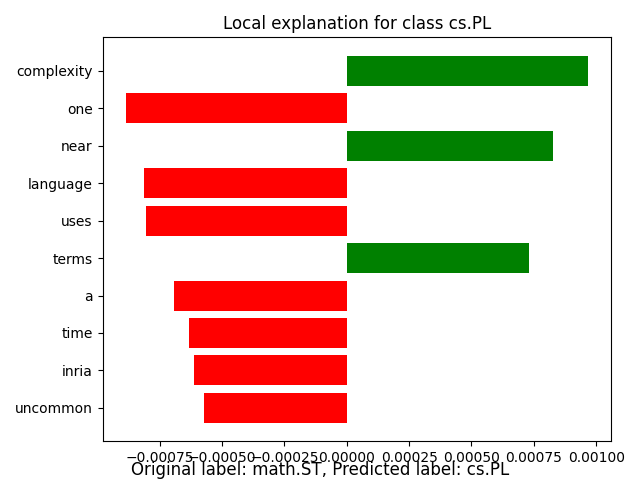 Local explanation for class cs.PL
complexity
one
near
language
uses
terms
a
time
inria
uncommon
−0.00075 −0.00050 −0.00025 0.00000 0.00025 0.00050 0.00075 0.00100
Original label: math.ST, Predicted label: cs.PL